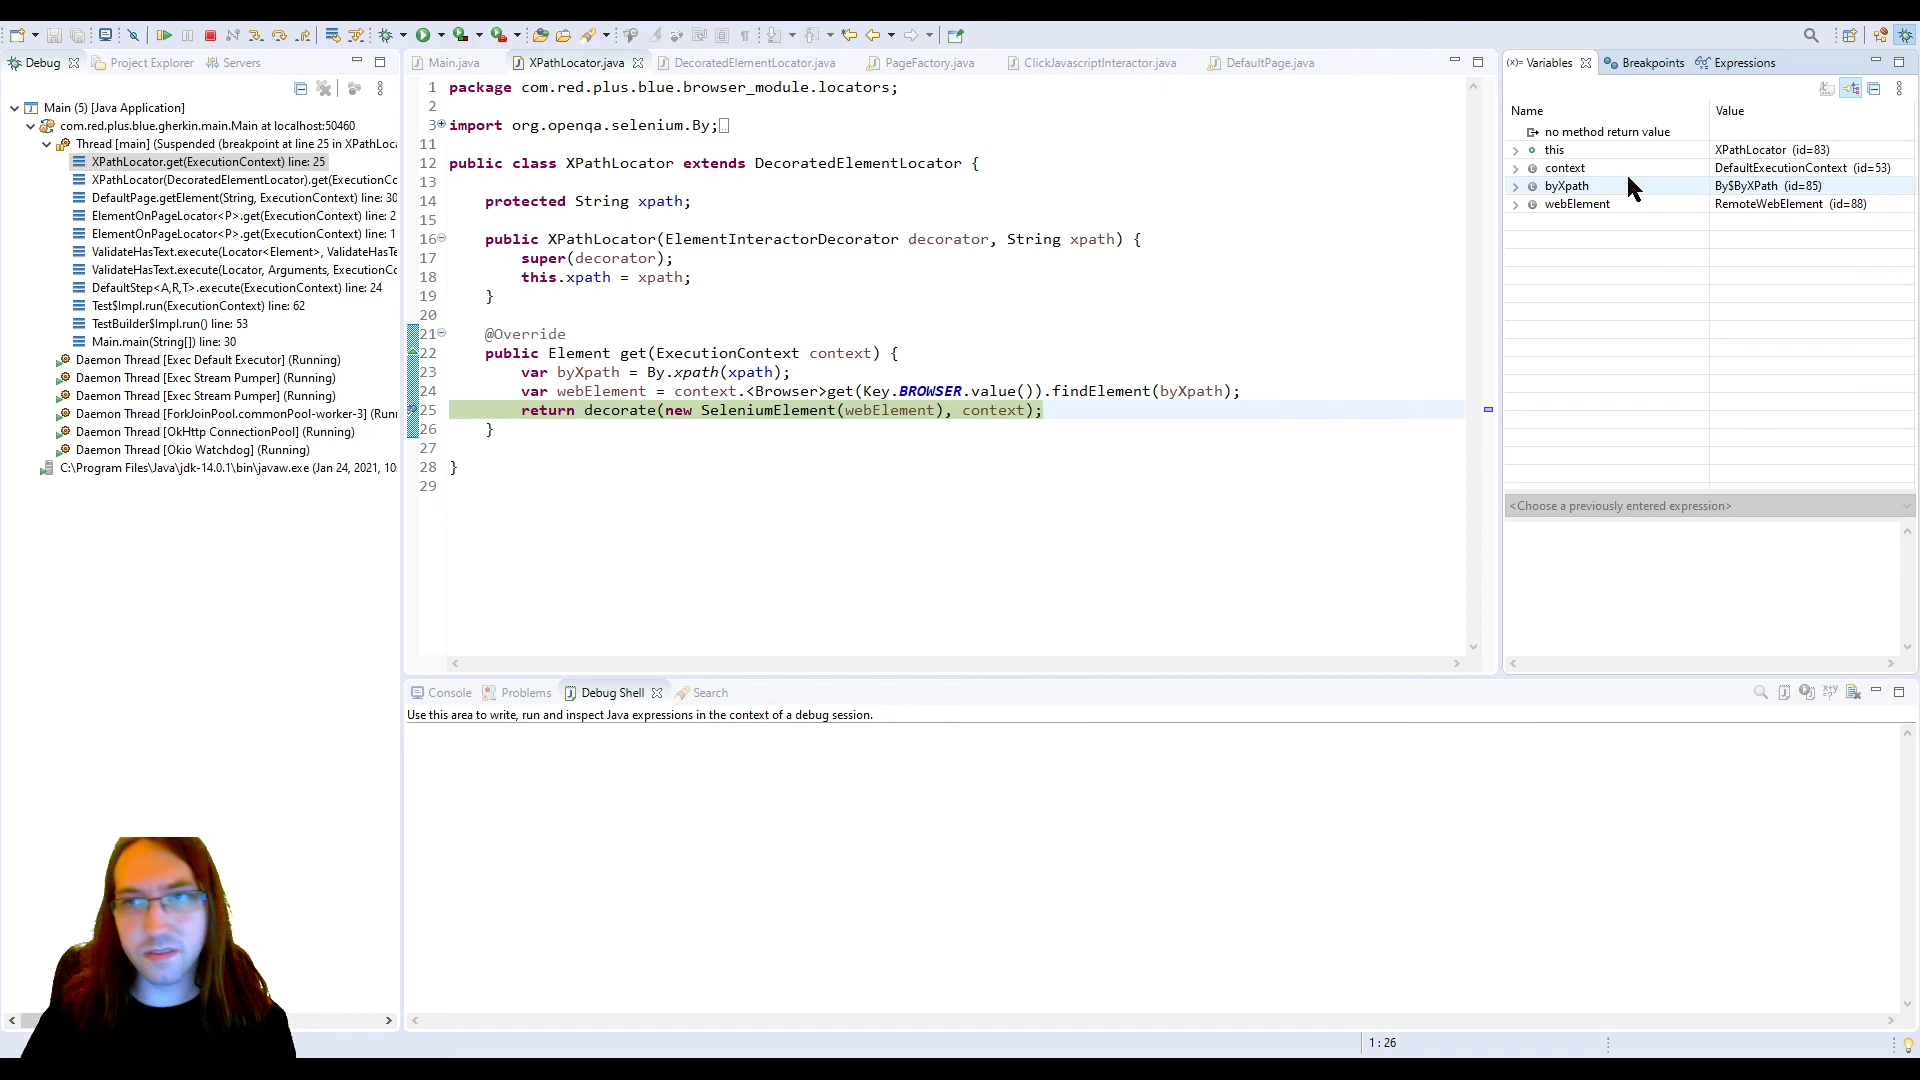 Debug
Project Explorer
Servers
Main (5) [Java Application]
com.red.plus.blue.gherkin.main.Main at localhost:50460
Thread [main] (Suspended (breakpoint at line 25 in XPathLoca
XPathLocator.get(ExecutionContext) line: 25
XPathLocator(DecoratedElementLocator).get(ExecutionCo
DefaultPage.getElement(String, ExecutionContext) line: 30
ElementOnPageLocator<P>.get(ExecutionContext) line: 2
ElementOnPageLocator<P>.get(ExecutionContext) line: 1
ValidateHasText.execute(Locator<Element>, ValidateHasTe
ValidateHasText.execute(Locator, Arguments, ExecutionCo
DefaultStep<A,R,T>.execute(ExecutionContext) line: 24
Test$Impl.run(ExecutionContext) line: 62
TestBuilder$Impl.run() line: 53
Main.main(String[]) line: 30
Daemon Thread [Exec Default Executor] (Running)
Daemon Thread [Exec Stream Pumper] (Running)
Daemon Thread [Exec Stream Pumper] (Running)
Daemon Thread [ForkJoinPool.commonPool-worker-3] (Runn
Daemon Thread [OkHttp ConnectionPool] (Running)
Daemon Thread [Okio Watchdog] (Running)
C:\Program Files\Java\jdk-14.0.1\bin\javaw.exe (Jan 24, 2021, 10:
Main.java
XPathLocator.java
DecoratedElementLocator.java
PageFactory.java
ClickJavascriptInteractor.java
DefaultPage.java
1 package com.red.plus.blue.browser_module.locators;
2
3 import org.openqa.selenium.By;
11
12 public class XPathLocator extends DecoratedElementLocator {
13
14 protected String xpath;
15
16 public XPathLocator(ElementInteractorDecorator decorator, String xpath) {
17 super(decorator);
18 this.xpath = xpath;
19 }
20
21 @Override
22 public Element get(ExecutionContext context) {
23 var byXpath = By.xpath(xpath);
24 var webElement = context.<Browser>get(Key.BROWSER.value()).findElement(byXpath);
25 return decorate(new SeleniumElement(webElement), context);
26 }
27
28 }
29
(x)= Variables
Breakpoints
Expressions
Name Value
no method return value
this XPathLocator (id=83)
context DefaultExecutionContext (id=53)
byXpath By$ByXPath (id=85)
webElement RemoteWebElement (id=88)
<Choose a previously entered expression>
Console
Problems
Debug Shell
Search
Use this area to write, run and inspect Java expressions in the context of a debug session.
1 : 26